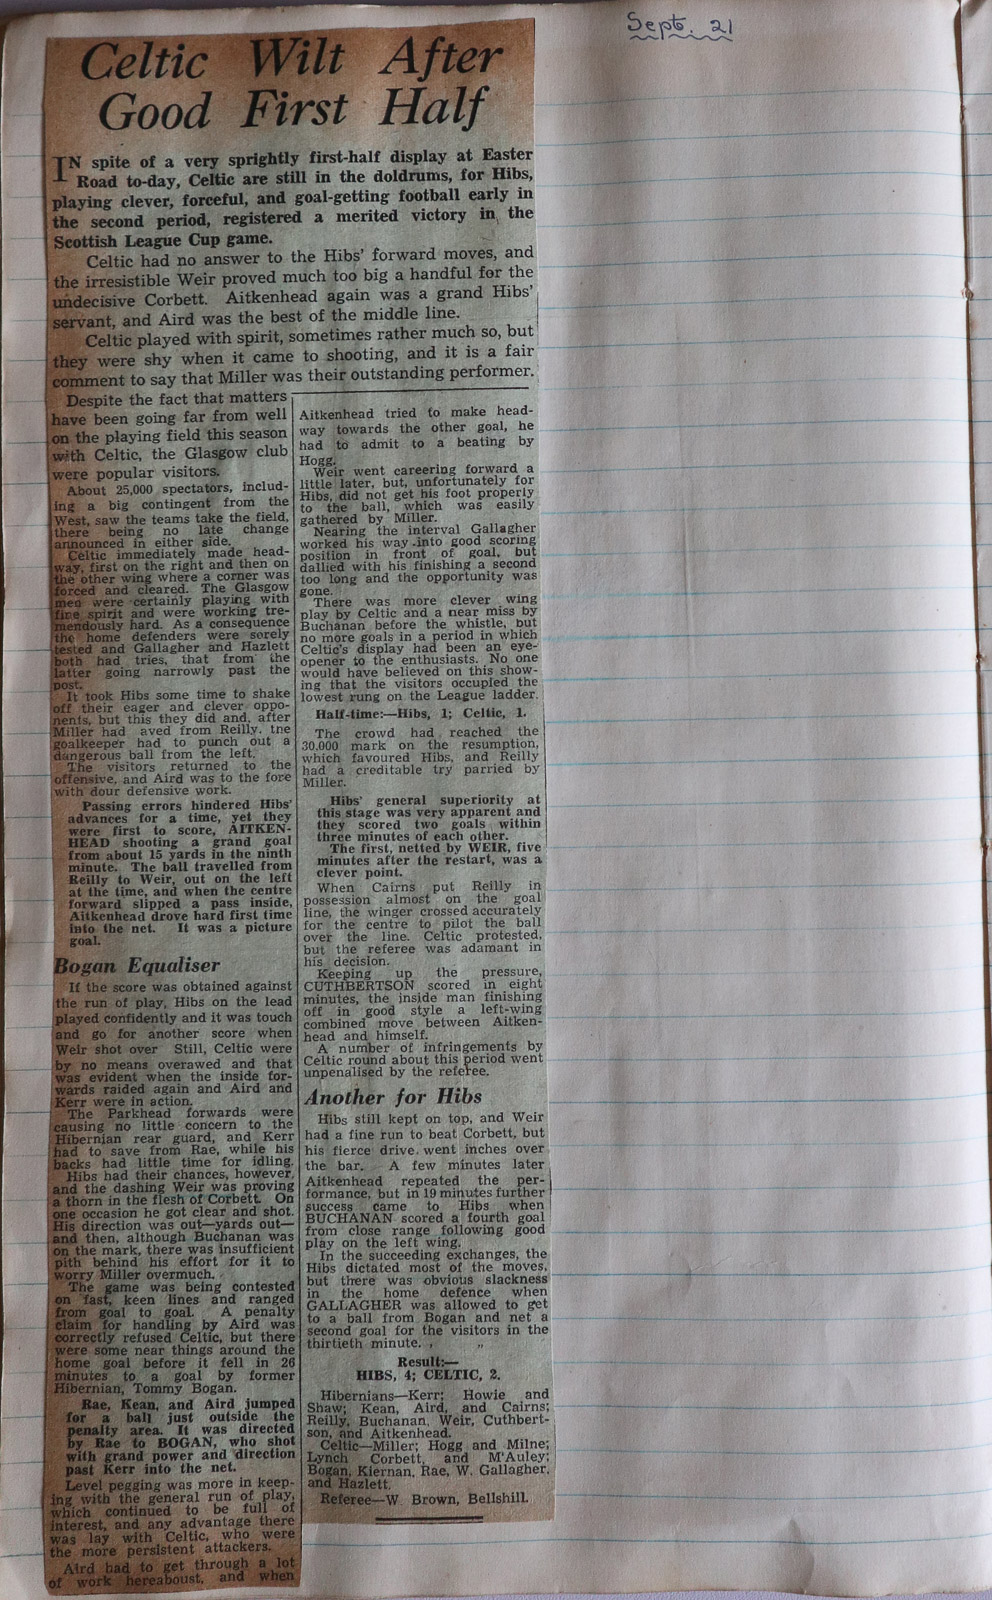 Sept. 21
Celtic Wilt After
Good First Half
IN spite of a very sprightly first-half display at Easter
Road to-day, Celtic are still in the doldrums, for Hibs,
playing clever, forceful, and goal-getting football early in
the second period, registered a merited victory in the
Scottish League Cup game.
Celtic had no answer to the Hibs' forward moves, and
the irresistible Weir proved much too big a handful for the
undecisive Corbett. Aitkenhead again was a grand Hibs'
servant, and Aird was the best of the middle line.
Celtic played with spirit, sometimes rather much so, but
they were shy when it came to shooting, and it is a fair
comment to say that Miller was their outstanding performer.
Despite the fact that matters
have been going far from well
on the playing field this season
with Celtic, the Glasgow club
were popular visitors.
About 25,000 spectators, includ-
ing a big contingent from the
West, saw the teams take the field,
there being no late change
announced in either side.
Celtic immediately made head-
way, first on the right and then on
the other wing where a corner was
forced and cleared. The Glasgow
men were certainly playing with
fine spirit and were working tre-
mendously hard. As a consequence
the home defenders were sorely
tested and Gallagher and Hazlett
both had tries, that from the
latter going narrowly past the
post.
It took Hibs some time to shake
off their eager and clever oppo-
nents, but this they did and, after
Miller had aved from Reilly, the
goalkeeper had to punch out a
dangerous ball from the left.
The visitors returned to the
offensive, and Aird was to the fore
with dour defensive work.
Passing errors hindered Hibs'
advances for a time, yet they
were first to score, AITKEN-
HEAD shooting a grand goal
from about 15 yards in the ninth
minute. The ball travelled from
Reilly to Weir, out on the left
at the time, and when the centre
forward slipped a pass inside,
Aitkenhead drove hard first time
into the net. It was a picture
goal.
Bogan Equaliser
If the score was obtained against
the run of play, Hibs on the lead
played confidently and it was touch
and go for another score when
Weir shot over Still, Celtic were
by no means overawed and that
was evident when the inside for-
wards raided again and Aird and
Kerr were in action.
The Parkhead forwards were
causing no little concern to the
Hibernian rear guard, and Kerr
had to save from Rae, while his
backs had little time for idling.
Hibs had their chances, however,
and the dashing Weir was proving
a thorn in the flesh of Corbett. On
one occasion he got clear and shot.
His direction was out—yards out—
and then, although Buchanan was
on the mark, there was insufficient
pith behind his effort for it to
worry Miller overmuch.
The game was being contested
on fast, keen lines and ranged
from goal to goal. A penalty
claim for handling by Aird was
correctly refused Celtic, but there
were some near things around the
home goal before it fell in 26
minutes to a goal by former
Hibernian, Tommy Bogan.
Rae, Kean, and Aird jumped
for a ball just outside the
penalty area. It was directed
by Rae to BOGAN, who shot
with grand power and direction
past Kerr into the net.
Level pegging was more in keep-
ing with the general run of play,
which continued to be full of
interest, and any advantage there
was lay with Celtic, who were
the more persistent attackers.
Aird had to get through a lot
of work hereaboust, and when
Aitkenhead tried to make head-
way towards the other goal, he
had to admit to a beating by
Hogg.
Weir went careering forward a
little later, but, unfortunately for
Hibs, did not get his foot properly
to the ball, which was easily
gathered by Miller.
Nearing the interval Gallagher
worked his way into good scoring
position in front of goal, but
dallied with his finishing a second
too long and the opportunity was
gone.
There was more clever wing
play by Celtic and a near miss by
Buchanan before the whistle, but
no more goals in a period in which
Celtic's display had been an eye-
opener to the enthusiasts. No one
would have believed on this show-
ing that the visitors occupied the
lowest rung on the League ladder.
Half-time:—Hibs, 1; Celtic, 1.
The crowd had reached the
30,000 mark on the resumption,
which favoured Hibs, and Reilly
had a creditable try parried by
Miller.
Hibs' general superiority at
this stage was very apparent and
they scored two goals within
three minutes of each other.
The first, netted by WEIR, five
minutes after the restart, was a
clever point.
When Cairns put Reilly in
possession almost on the goal
line, the winger crossed accurately
for the centre to pilot the ball
over the line. Celtic protested,
but the referee was adamant in
his decision.
Keeping up the pressure,
CUTHBERTSON scored in eight
minutes, the inside man finishing
off in good style a left-wing
combined move between Aitken-
head and himself.
A number of infringements by
Celtic round about this period went
unpenalised by the referee.
Another for Hibs
Hibs still kept on top, and Weir
had a fine run to beat Corbett, but
his fierce drive went inches over
the bar. A few minutes later
Aitkenhead repeated the per-
formance, but in 19 minutes further
success came to Hibs when
BUCHANAN scored a fourth goal
from close range following good
play on the left wing.
In the succeeding exchanges, the
Hibs dictated most of the moves,
but there was obvious slackness
in the home defence when
GALLAGHER was allowed to get
to a ball from Bogan and net a
second goal for the visitors in the
thirtieth minute.
Result:—
HIBS, 4; CELTIC, 2.
Hibernians—Kerr; Howie and
Shaw; Kean, Aird, and Cairns;
Reilly, Buchanan, Weir, Cuthbert-
son, and Aitkenhead.
Celtic—Miller; Hogg and Milne;
Lynch Corbett, and M'Auley;
Bogan, Kiernan, Rae, W. Gallagher,
and Hazlett.
Referee—W. Brown, Bellshill.